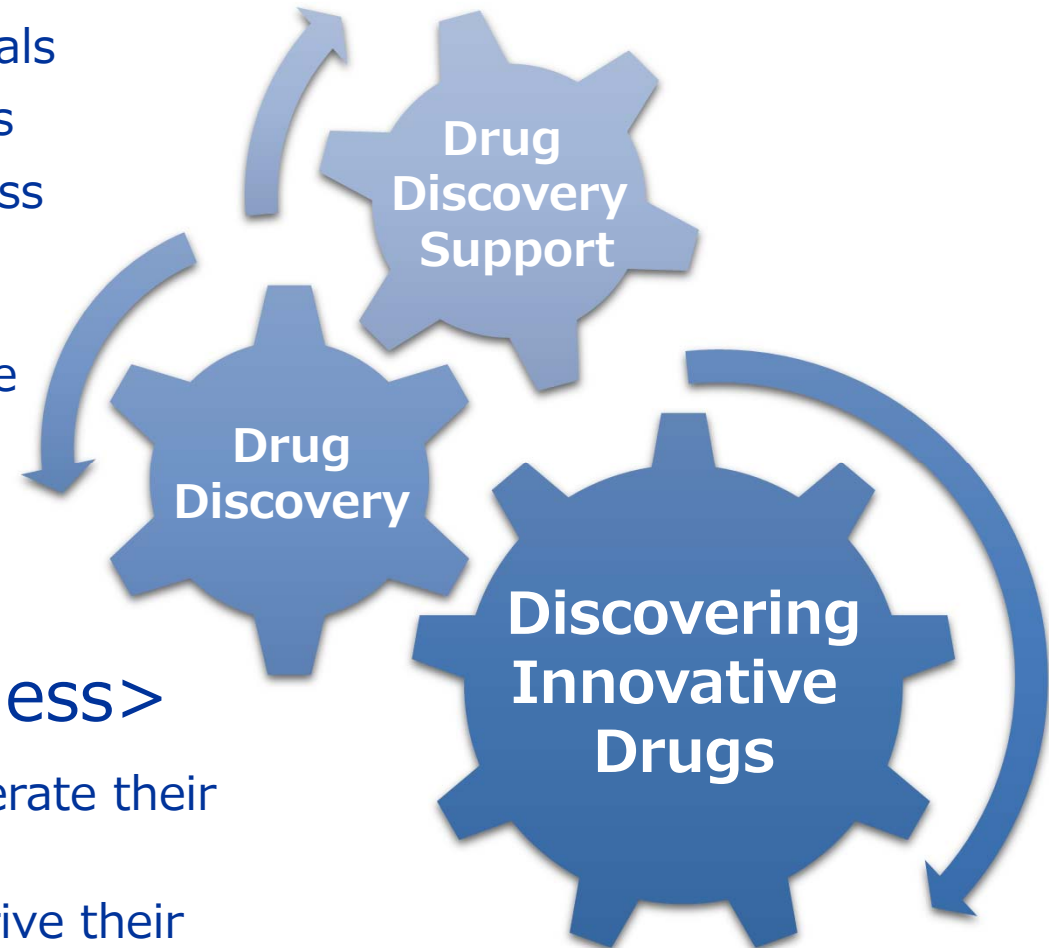 als
s
ss
e
Drug
Discovery
Support
Drug
Discovery
Discovering
Innovative
Drugs
ess>
erate their
ive their